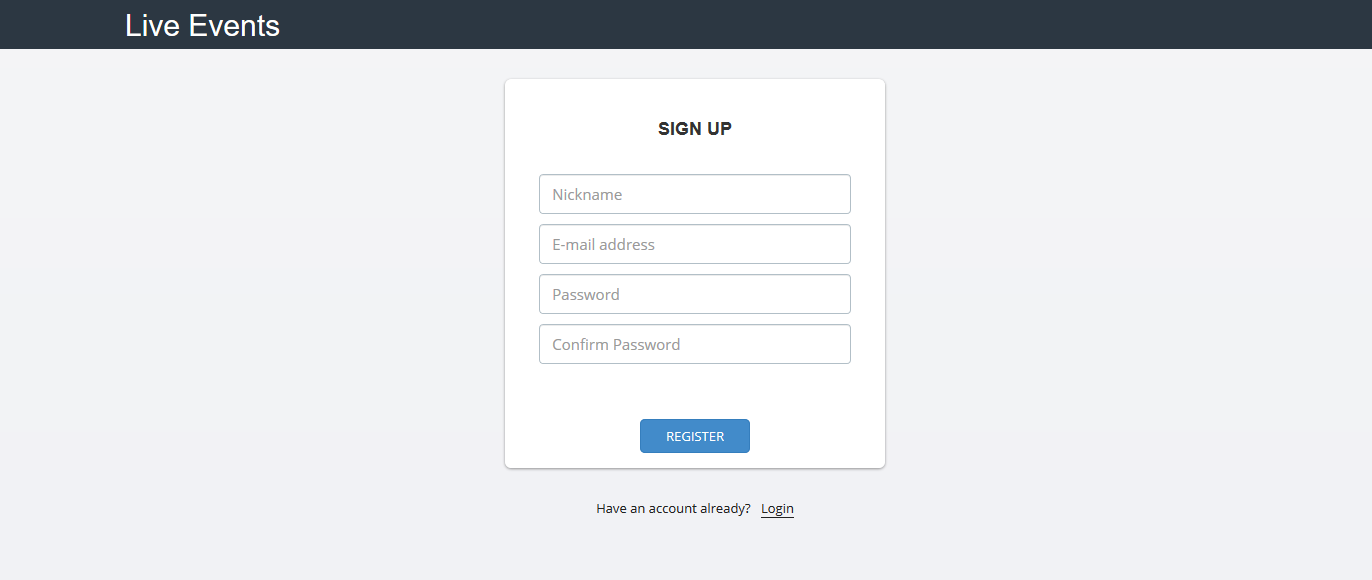 Live Events
SIGN UP
Nickname
E-mail address
Password
Confirm Password
REGISTER
Have an account already? Login